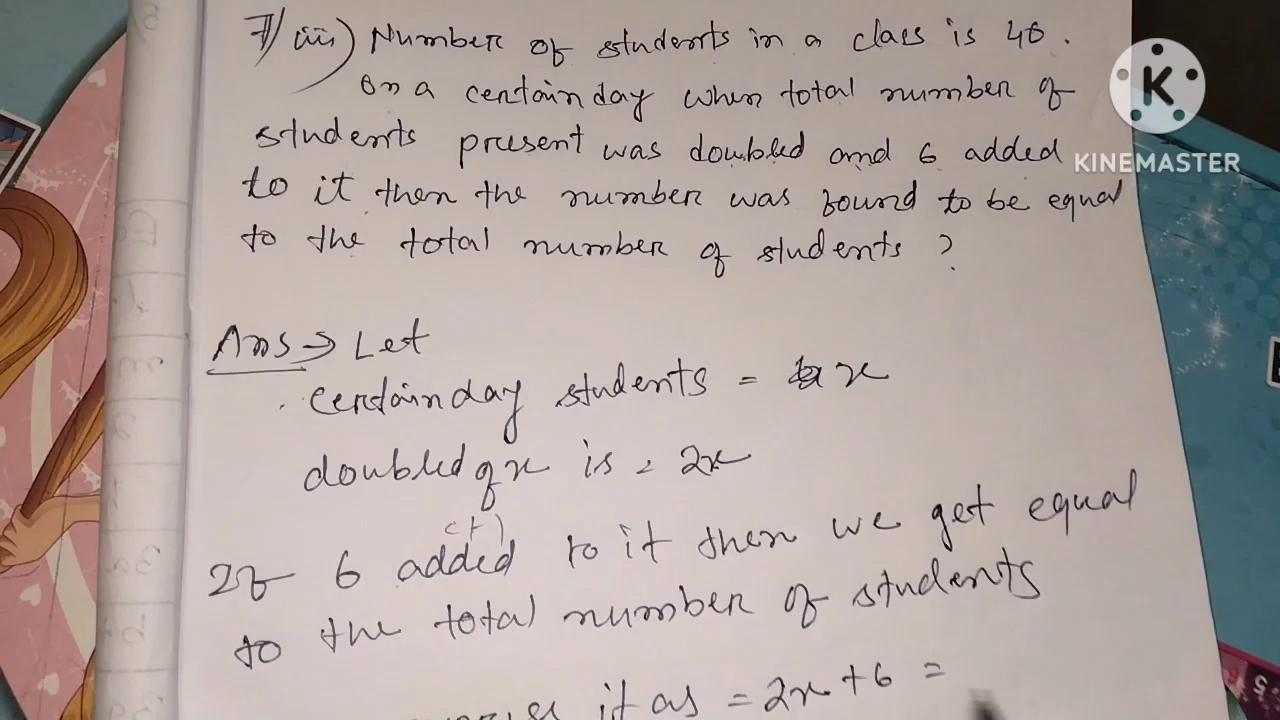 7/ iii) Number of students in a class is 40.
on a certain day when total number of
students present was doubled and 6 added
to it then the number was found to be equal
to the total number of students ?
Ans → Let
certain day students = x
doubled of x is = 2x
(+)
If 6 added to it then we get equal
to the total number of students
it as = 2x + 6 =
K
KINEMASTER